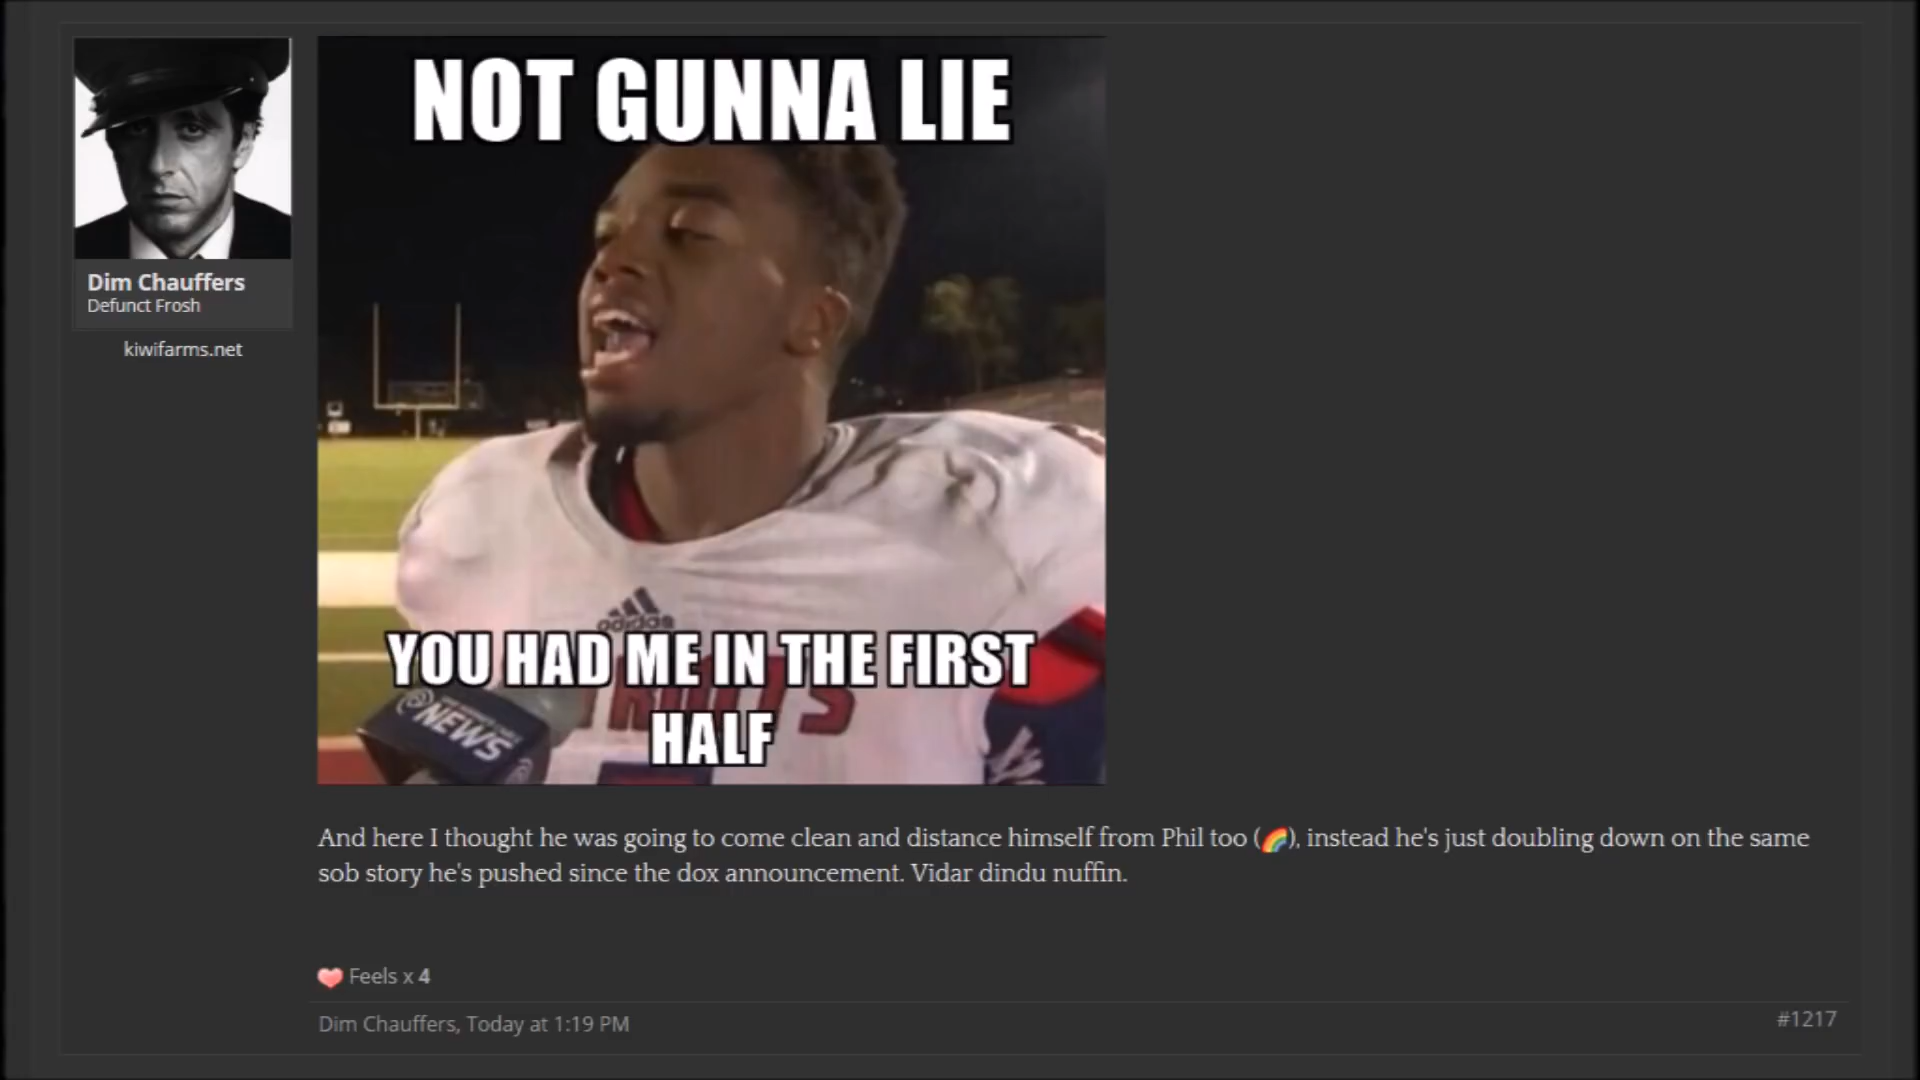 NOT GUNNA LIE
adidas
YOU HAD ME IN THE FIRST
HALF
NEWS
Dim Chauffers
Defunct Frosh
kiwifarms.net
And here I thought he was going to come clean and distance himself from Phil too (🌈), instead he's just doubling down on the same
sob story he's pushed since the dox announcement. Vidar dindu nuffin.
Feels x 4
Dim Chauffers, Today at 1:19 PM
#1217